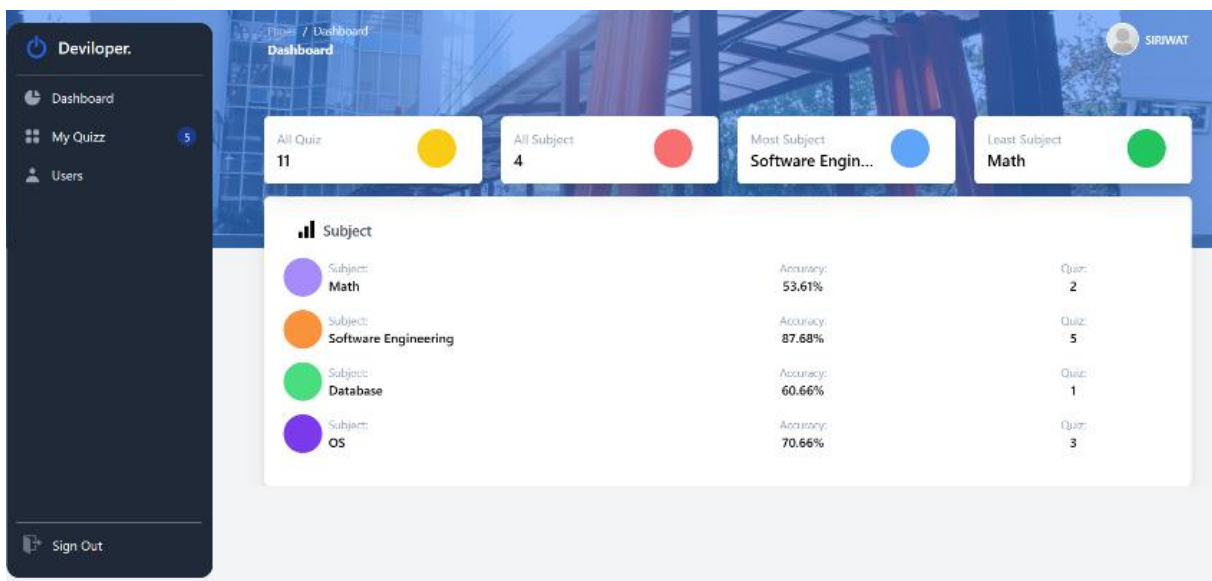 Deviloper.
Dashboard
My Quizz 5
Users
Sign Out
Pages / Dashboard
Dashboard
SIRIWAT
All Quiz
11
All Subject
4
Most Subject
Software Engin...
Least Subject
Math
Subject
Subject: Accuracy: Quiz:
Math 53.61% 2
Subject: Accuracy: Quiz:
Software Engineering 87.68% 5
Subject: Accuracy: Quiz:
Database 60.66% 1
Subject: Accuracy: Quiz:
OS 70.66% 3